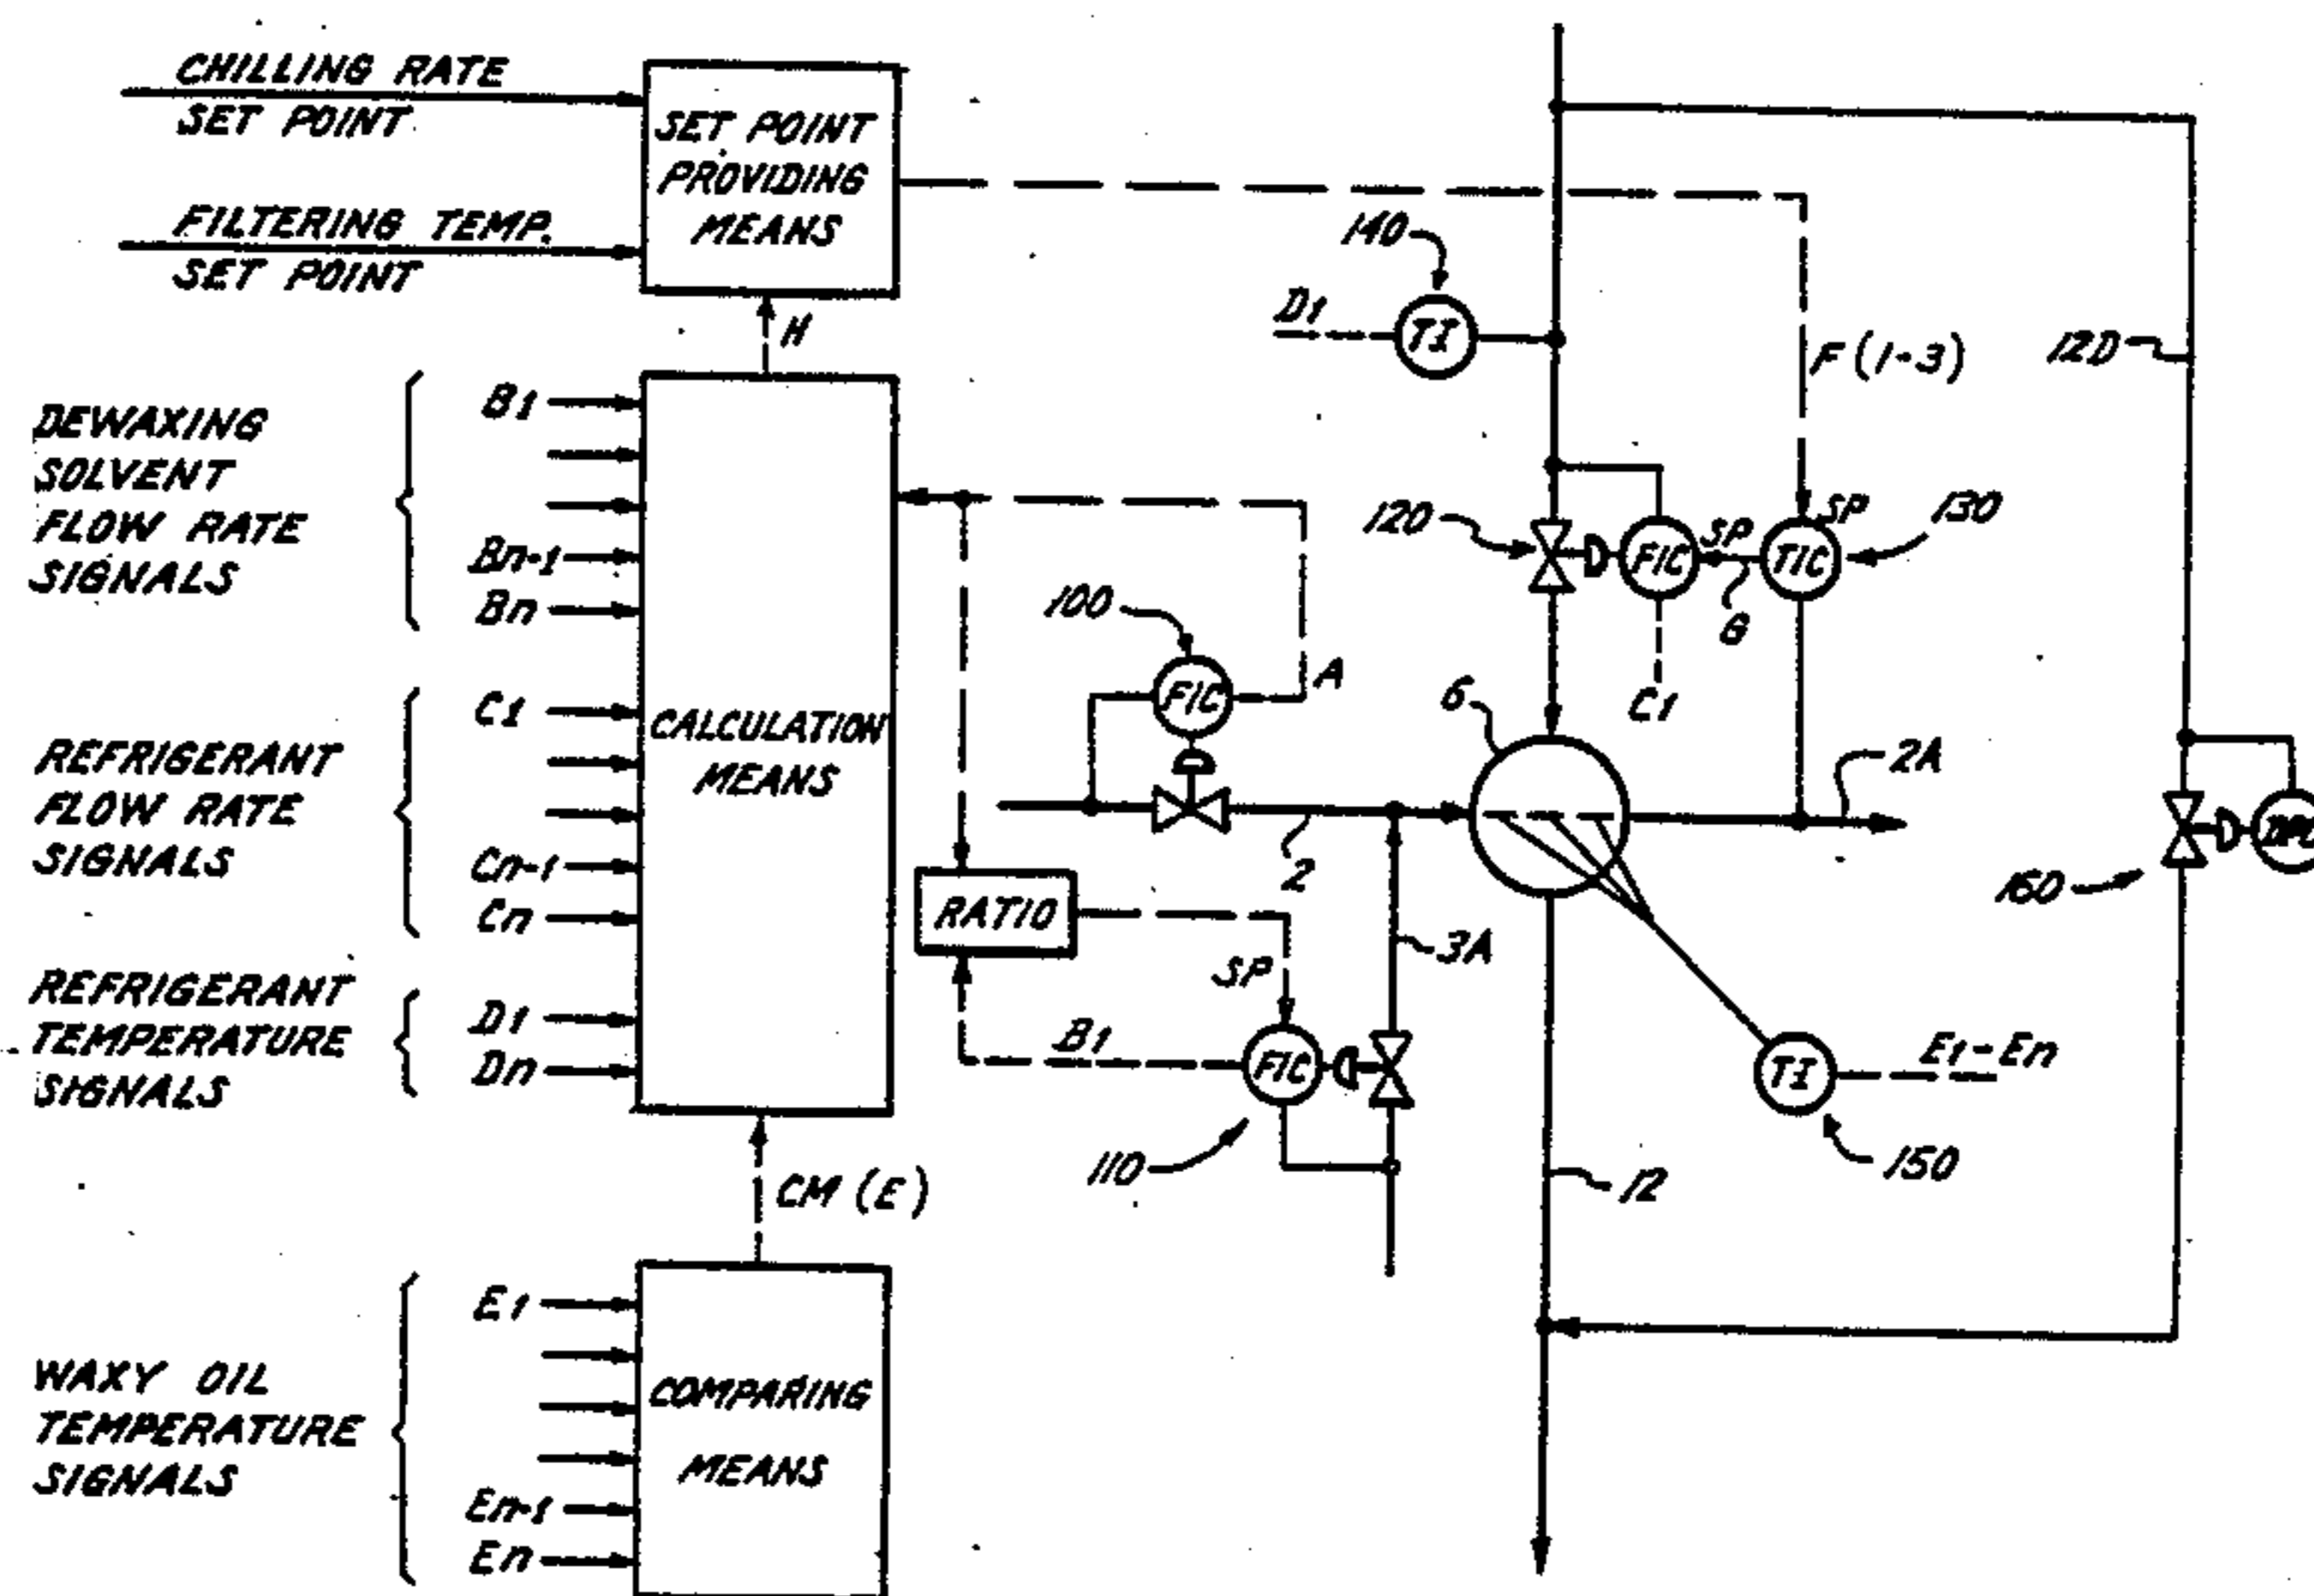 CHILLING RATE
SET POINT
FILTERING TEMP.
SET POINT
SET POINT
PROVIDING
MEANS
H
DEWAXING
SOLVENT
FLOW RATE
SIGNALS
B1
Bn-1
Bn
REFRIGERANT
FLOW RATE
SIGNALS
C1
Cn-1
Cn
REFRIGERANT
TEMPERATURE
SIGNALS
D1
Dn
CALCULATION
MEANS
CM (E)
WAXY OIL
TEMPERATURE
SIGNALS
E1
En-1
En
COMPARING
MEANS
140
D1
TI
F (1-3)
12D
120
FIC
SP
TIC
SP
130
G
C1
100
FIC
A
6
2A
2
RATIO
SP
3A
B1
FIC
110
TI
E1-En
150
12
160